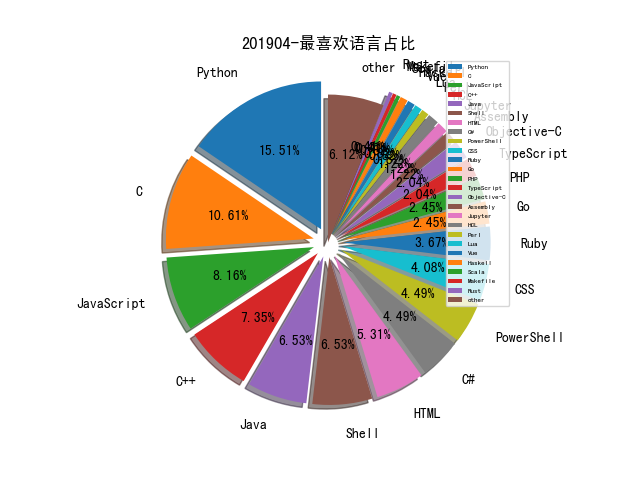 201904-最喜欢语言占比
Python
C
JavaScript
C++
Java
Shell
HTML
C#
PowerShell
CSS
Ruby
Go
PHP
TypeScript
Objective-C
Assembly
Jupyter
other
15.51%
10.61%
8.16%
7.35%
6.53%
6.53%
5.31%
4.49%
4.49%
4.08%
3.67%
2.45%
2.45%
2.04%
2.04%
1.22%
6.12%
Python
C
JavaScript
C++
Java
Shell
HTML
C#
PowerShell
CSS
Ruby
Go
PHP
TypeScript
Objective-C
Assembly
Jupyter
HCL
Perl
Lua
Vue
Haskell
Scala
Makefile
Rust
other